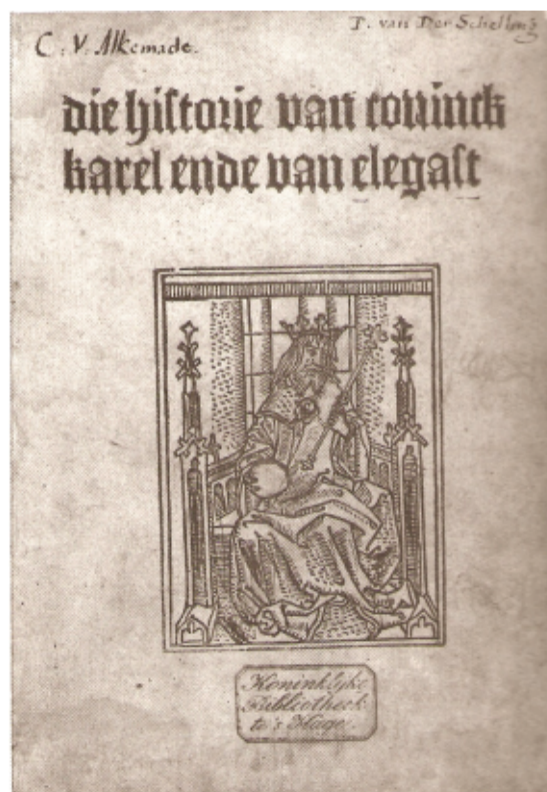 C. V. Alkemade.
P. van Der Schelling
die historie van coninck
karel ende van elegast
Koninklijke
Bibliotheek
te 's Hage.